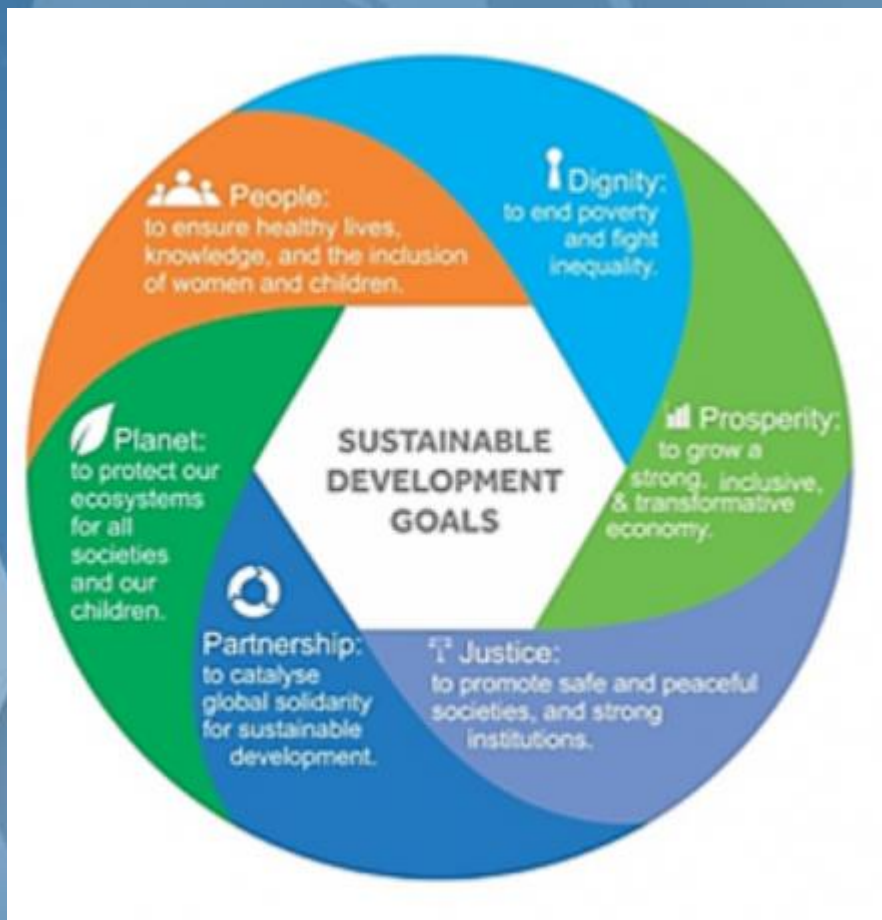 SUSTAINABLE
DEVELOPMENT
GOALS
Dignity:
to end poverty
and fight
inequality.
Prosperity:
to grow a
strong, inclusive,
& transformative
economy.
Justice:
to promote safe and peaceful
societies, and strong
institutions.
Partnership:
to catalyse
global solidarity
for sustainable
development.
Planet:
to protect our
ecosystems
for all
societies
and our
children.
People:
to ensure healthy lives,
knowledge, and the inclusion
of women and children.